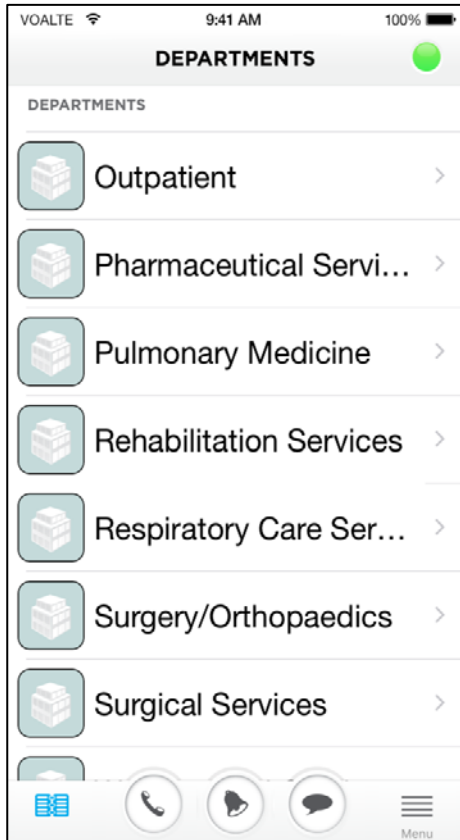 VOALTE 9:41 AM 100%
DEPARTMENTS
DEPARTMENTS
Outpatient
Pharmaceutical Servi...
Pulmonary Medicine
Rehabilitation Services
Respiratory Care Ser...
Surgery/Orthopaedics
Surgical Services
Menu